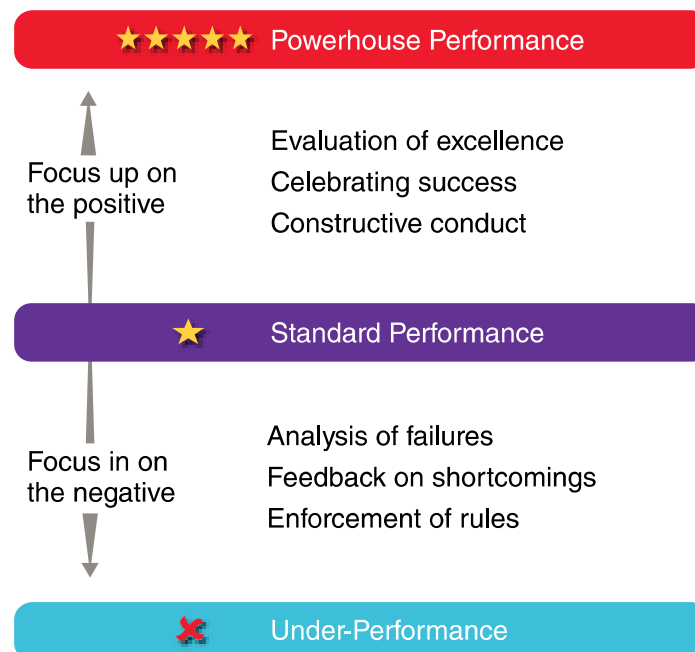 Powerhouse Performance
Evaluation of excellence
Focus up on
the positive
Celebrating success
Constructive conduct
Standard Performance
Analysis of failures
Focus in on
the negative
Feedback on shortcomings
Enforcement of rules
Under-Performance